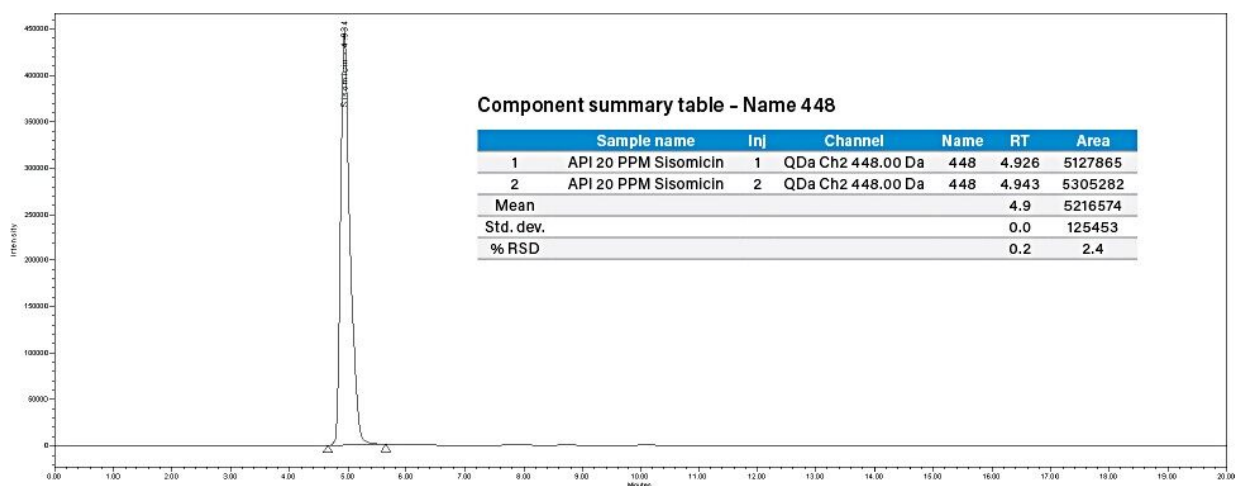 Sisomicin - 4.934
Component summary table – Name 448
Sample name Inj Channel Name RT Area
1 API 20 PPM Sisomicin 1 QDa Ch2 448.00 Da 448 4.926 5127865
2 API 20 PPM Sisomicin 2 QDa Ch2 448.00 Da 448 4.943 5305282
Mean 4.9 5216574
Std. dev. 0.0 125453
% RSD 0.2 2.4
Intensity
450000
400000
350000
300000
250000
200000
150000
100000
50000
0
0.00 1.00 2.00 3.00 4.00 5.00 6.00 7.00 8.00 9.00 10.00 11.00 12.00 13.00 14.00 15.00 16.00 17.00 18.00 19.00 20.00
Minutes